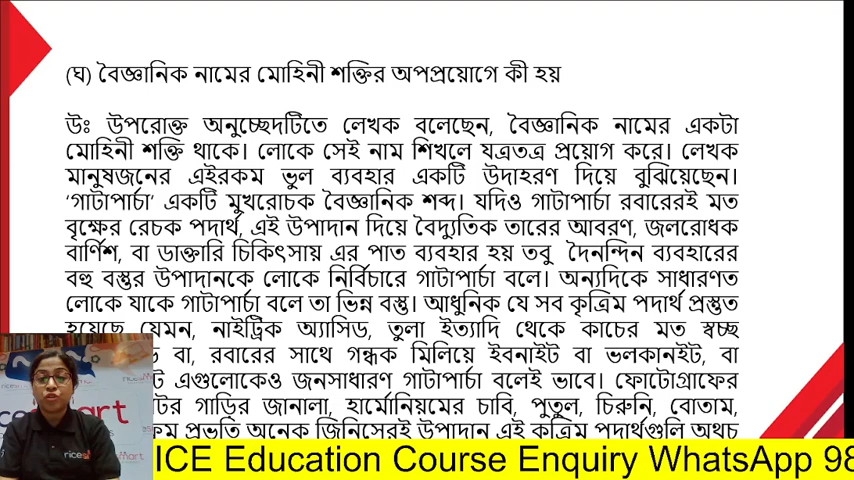 (ঘ) বৈজ্ঞানিক নামের মোহিনী শক্তির অপপ্রয়োগে কী হয়
উঃ উপরোক্ত অনুচ্ছেদটিতে লেখক বলেছেন, বৈজ্ঞানিক নামের একটা
মোহিনী শক্তি থাকে। লোকে সেই নাম শিখলে যত্রতত্র প্রয়োগ করে। লেখক
মানুষজনের এইরকম ভুল ব্যবহার একটি উদাহরণ দিয়ে বুঝিয়েছেন।
‘গাটাপার্চা’ একটি মুখরোচক বৈজ্ঞানিক শব্দ। যদিও গাটাপার্চা রবারেরই মত
বৃক্ষের রেচক পদার্থ, এই উপাদান দিয়ে বৈদ্যুতিক তারের আবরণ, জলরোধক
বার্ণিশ, বা ডাক্তারি চিকিৎসায় এর পাত ব্যবহার হয় তবু দৈনন্দিন ব্যবহারের
বহু বস্তুর উপাদানকে লোকে নির্বিচারে গাটাপার্চা বলে। অন্যদিকে সাধারণত
লোকে যাকে গাটাপার্চা বলে তা ভিন্ন বস্তু। আধুনিক যে সব কৃত্রিম পদার্থ প্রস্তুত
হয়েছে যেমন, নাইট্রিক অ্যাসিড, তুলা ইত্যাদি থেকে কাচের মত স্বচ্ছ
বা, রবারের সাথে গন্ধক মিলিয়ে ইবনাইট বা ভলকানইট, বা
এগুলোকেও জনসাধারণ গাটাপার্চা বলেই ভাবে। ফোটোগ্রাফের
গাড়ির জানালা, হার্মোনিয়মের চাবি, পুতুল, চিরুনি, বোতাম,
প্রভৃতি অনেক জিনিসেরই উপাদান এই কৃত্রিম পদার্থগুলি অথচ
ICE Education Course Enquiry WhatsApp 98
rice